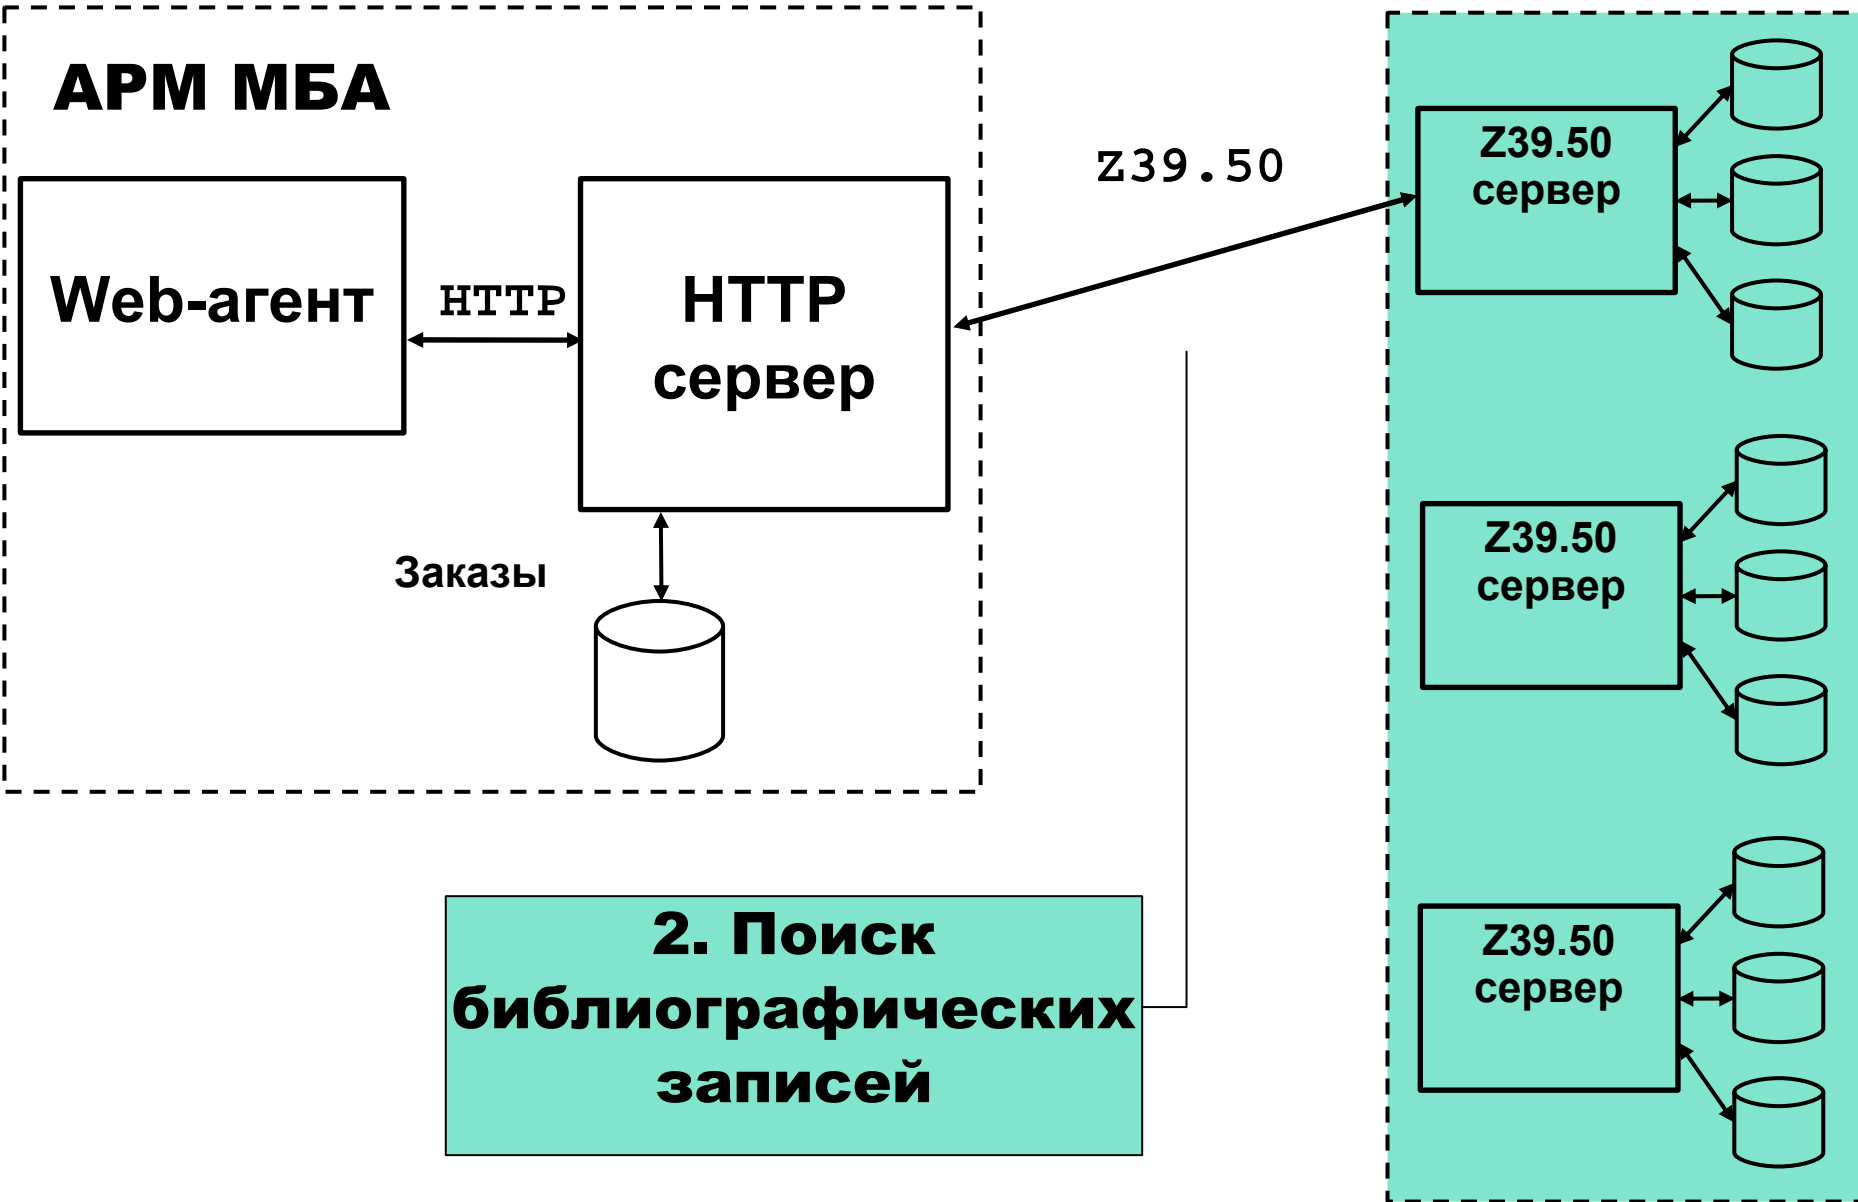 АРМ МБА
Web-агент
HTTP
HTTP
сервер
Заказы
Z39.50
Z39.50
сервер
Z39.50
сервер
Z39.50
сервер
2. Поиск
библиографических
записей